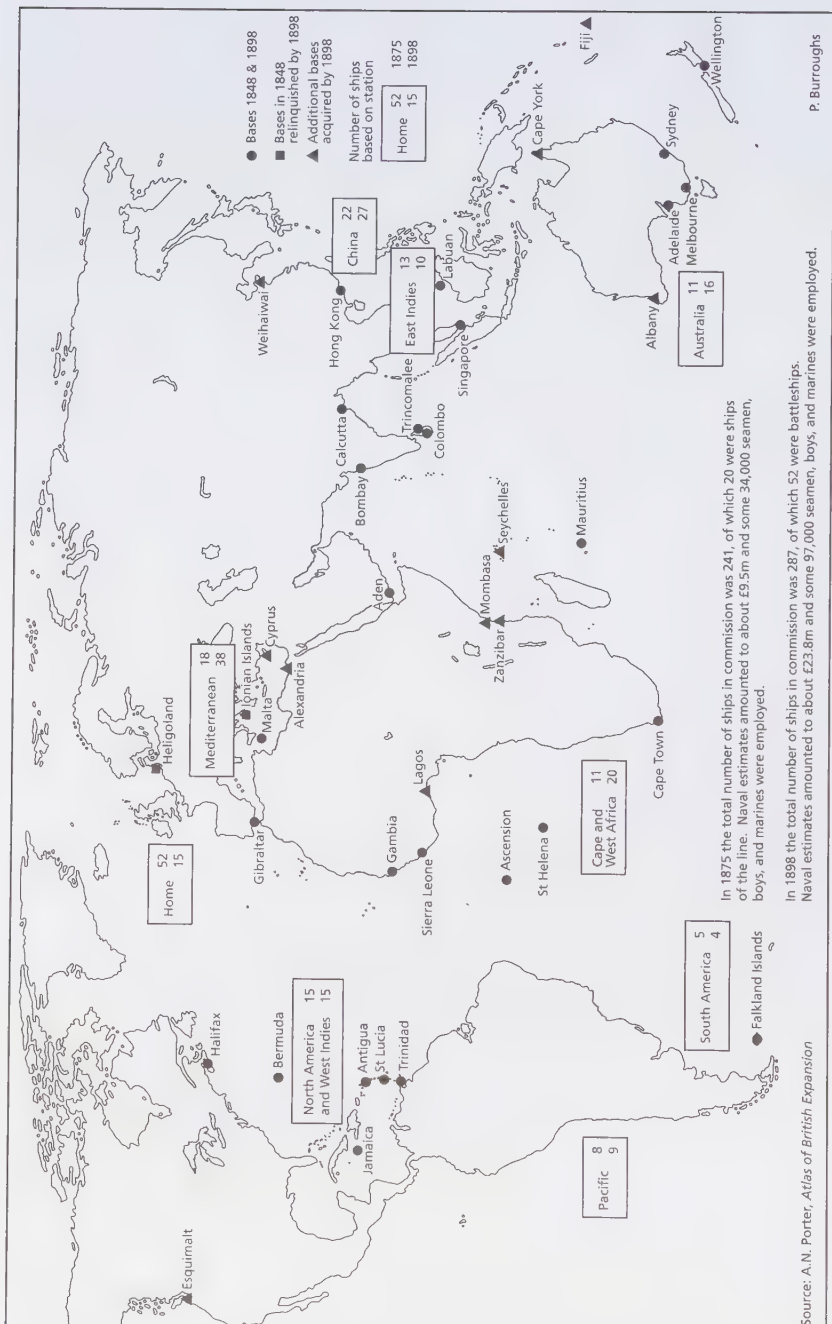 Esquimalt
Halifax
Bermuda
North America 15
and West Indies 15
Jamaica
Antigua
St Lucia
Trinidad
Pacific 8
9
South America 5
4
Falkland Islands
Home 52
15
Heligoland
Gibraltar
Mediterranean 18
38
Ionian Islands
Malta
Cyprus
Alexandria
Gambia
Sierra Leone
Lagos
Ascension
St Helena
Cape and 11
West Africa 20
Cape Town
Aden
Mombasa
Zanzibar
Seychelles
Mauritius
Bombay
Calcutta
Trincomalee
Colombo
Weihaiwai
Hong Kong
China 22
27
East Indies 13
10
Labuan
Singapore
Cape York
Fiji
Albany
Adelaide
Melbourne
Sydney
Wellington
Australia 11
16
Bases 1848 & 1898
Bases in 1848
relinquished by 1898
Additional bases
acquired by 1898
Number of ships
based on station
Home 52 1875
15 1898
In 1875 the total number of ships in commission was 241, of which 20 were ships
of the line. Naval estimates amounted to about £9.5m and some 34,000 seamen,
boys, and marines were employed.
In 1898 the total number of ships in commission was 287, of which 52 were battleships.
Naval estimates amounted to about £23.8m and some 97,000 seamen, boys, and marines were employed.
Source: A.N. Porter, Atlas of British Expansion
P. Burroughs